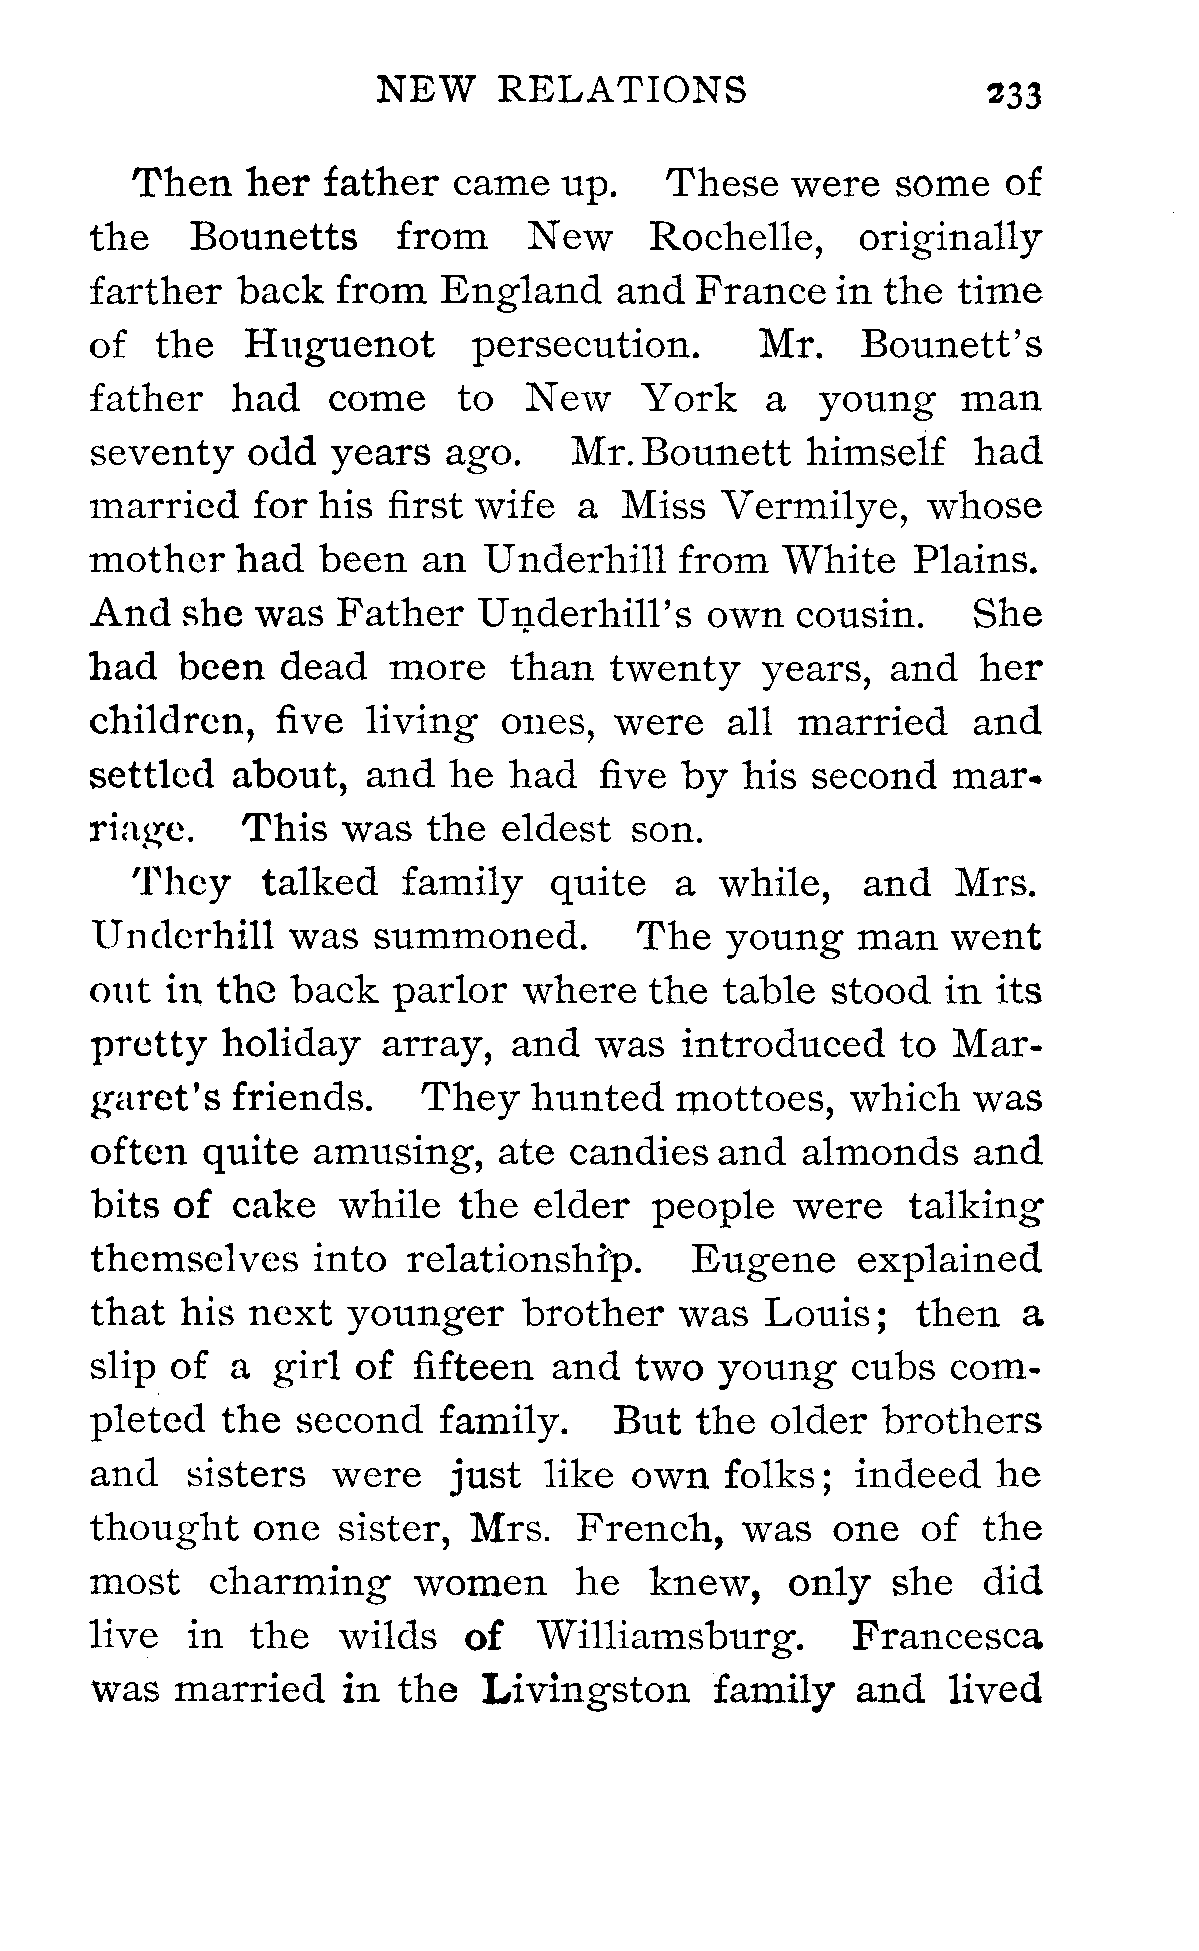 NEW RELATIONS 233
Then her father came up. These were some of
the Bounetts from New Rochelle, originally
farther back from England and France in the time
of the Huguenot persecution. Mr. Bounett's
father had come to New York a young man
seventy odd years ago. Mr. Bounett himself had
married for his first wife a Miss Vermilye, whose
mother had been an Underhill from White Plains.
And she was Father Underhill's own cousin. She
had been dead more than twenty years, and her
children, five living ones, were all married and
settled about, and he had five by his second mar-
riage. This was the eldest son.
They talked family quite a while, and Mrs.
Underhill was summoned. The young man went
out in the back parlor where the table stood in its
pretty holiday array, and was introduced to Mar-
garet's friends. They hunted mottoes, which was
often quite amusing, ate candies and almonds and
bits of cake while the elder people were talking
themselves into relationship. Eugene explained
that his next younger brother was Louis; then a
slip of a girl of fifteen and two young cubs com-
pleted the second family. But the older brothers
and sisters were just like own folks; indeed he
thought one sister, Mrs. French, was one of the
most charming women he knew, only she did
live in the wilds of Williamsburg. Francesca
was married in the Livingston family and lived